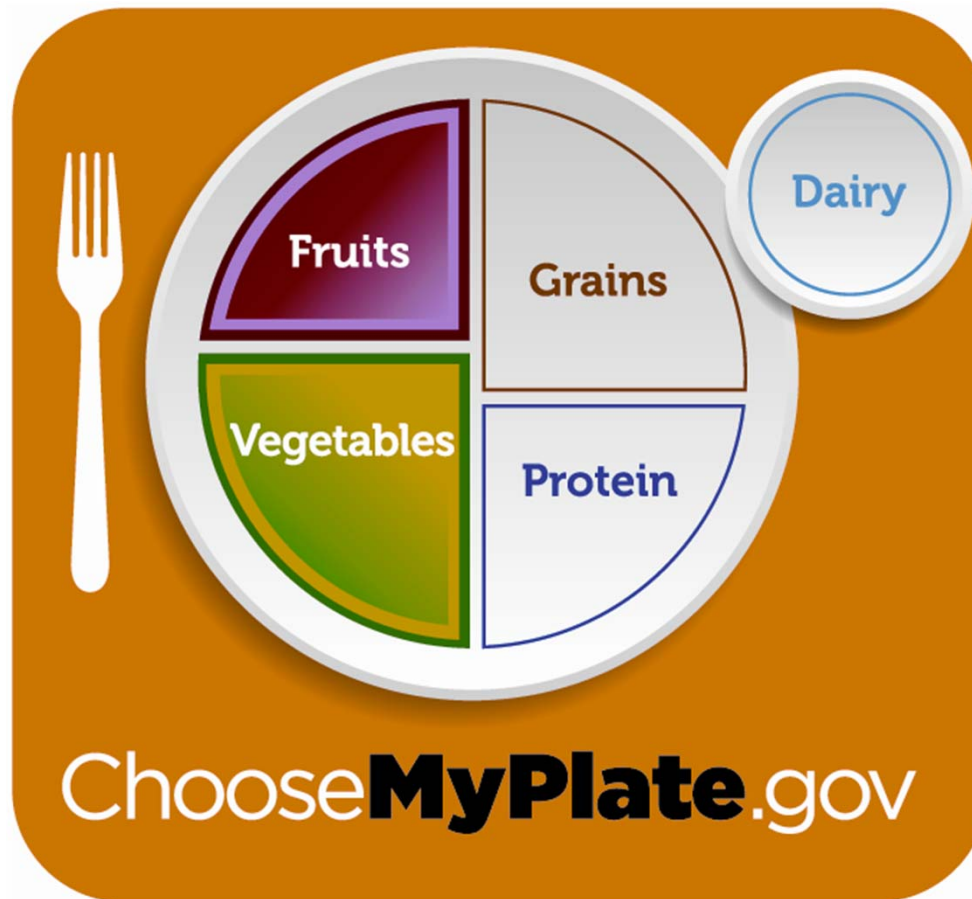 Fruits
Grains
Dairy
Vegetables
Protein
ChooseMyPlate.gov